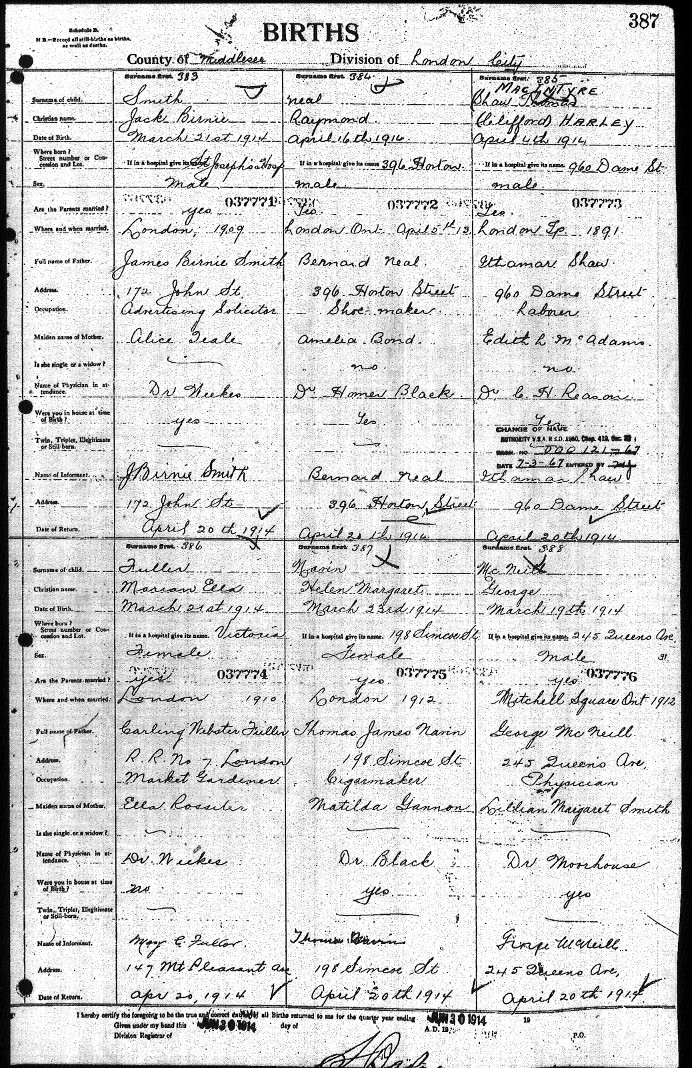 387
Schedule B.
N B.—Record all still-births as births, as well as deaths.
BIRTHS
County of Middlesex Division of London City
Surname first. 383 Surname first. 384 Surname first. 385
MACINTYRE
Surname of child. Smith Neal Shaw
Christian name. Jack Birnie Raymond Clifford HARLEY
Date of Birth. March 21st 1914 April 16th 1914 April 4th 1914
Where born? Street number or Concession and Lot. If in a hospital give its name St Joseph's Hosp If in a hospital give its name 396 Horton If in a hospital give its name 960 Dame St.
Sex. Male male. male.
037771 037772 037773
Are the Parents married? yes Yes Yes.
Where and when married. London, 1909 London Ont April 12 London Tp 1891
Full name of Father. James Birnie Smith Bernard Neal. Ithamar Shaw
Address. 172 John St. 396 Horton Street 960 Dame Street
Occupation. Advertising Solicitor Shoe maker. Laborer
Maiden name of Mother. Alice Teale Amelia Bond Edith L McAdams
Is she single or a widow? no no
Name of Physician in attendance. Dr Weekes Dr Homer Black Dr C. H. Reason
Were you in house at time of Birth? yes Yes Yes
CHANGE OF NAME
AUTHORITY V.S.A. R.S.O. 1960, Chap. 419, Sec.
000121-67
DATE 7-3-67 ENTERED BY
Twin, Triplet, Illegitimate or Still-born.
Name of Informant. J Birnie Smith Bernard Neal Ithamar Shaw
Address. 172 John St 396 Horton Street 960 Dame Street
Date of Return. April 20th 1914 April 20th 1914 April 20th 1914
Surname first. 386 Surname first. 387 Surname first. 388
Surname of child. Fuller Navin McNeill
Christian name. Marian Ella Helen Margaret George
Date of Birth. March 21st 1914 March 23rd 1914 March 19th 1914
Where born? Street number or Concession and Lot. If in a hospital give its name Victoria If in a hospital give its name. 198 Simcoe St If in a hospital give its name. 245 Queens Ave,
Sex. Female Female Male 31
037774 037775 037776
Are the Parents married? yes yes yes
Where and when married. London 1910 London 1912 Mitchell Square Ont 1912
Full name of Father. Carling Webster Fuller Thomas James Navin George McNeill
Address. R. R. No 7, London 198 Simcoe St 245 Queens Ave,
Occupation. Market Gardiner Cigarmaker Physician
Maiden name of Mother. Ella Rossiter Matilda Gannon Lillian Margaret Smith
Is she single or a widow?
Name of Physician in attendance. Dr. Weekes Dr Black Dr Moorhouse
Were you in house at time of Birth? no yes yes
Twin, Triplet, Illegitimate or Still-born.
Name of Informant. Mary E Fuller Thomas Navin George McNeill
Address. 147 Mt Pleasant Ave 198 Simcoe St 245 Queens Ave,
Date of Return. Apr 20, 1914 April 20th 1914 April 20th 1914
I hereby certify the foregoing to be the true and correct of all Births returned to me for the quarter year ending JUN 30 1914 19
Given under my hand this JUN 30 1914 day of A.D. 19
Division Registrar of P.O.